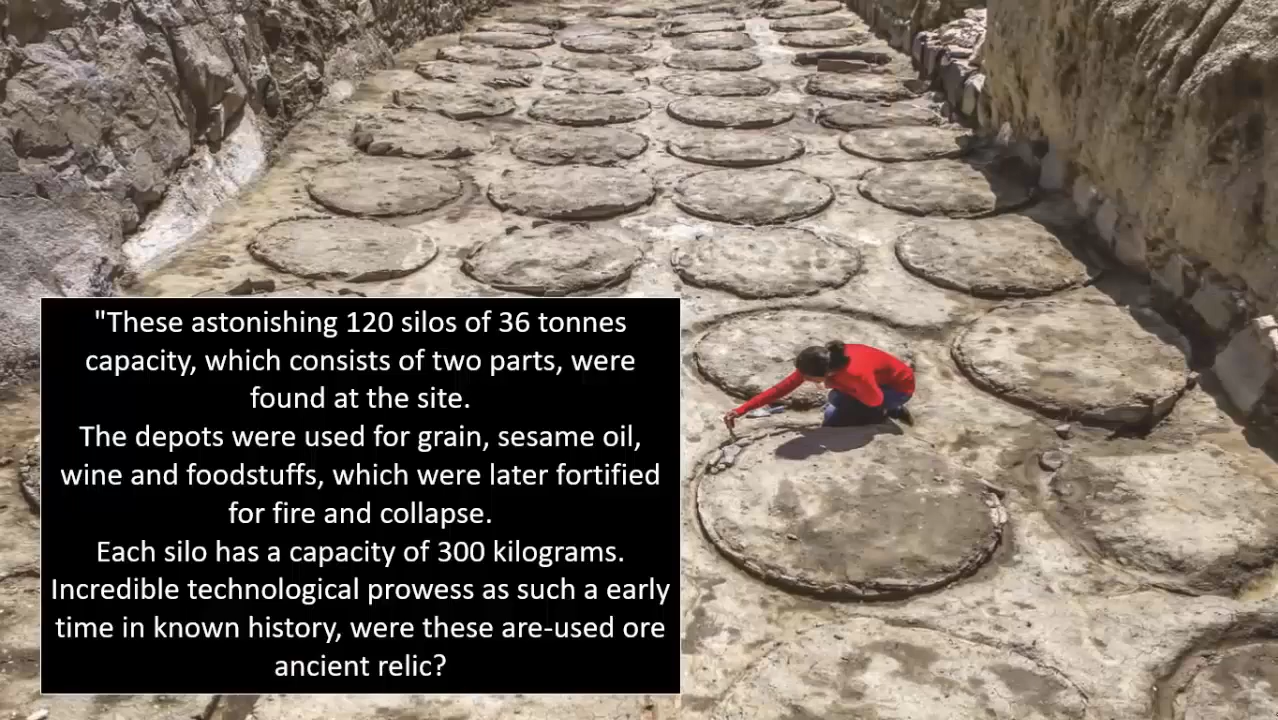 "These astonishing 120 silos of 36 tonnes
capacity, which consists of two parts, were
found at the site.
The depots were used for grain, sesame oil,
wine and foodstuffs, which were later fortified
for fire and collapse.
Each silo has a capacity of 300 kilograms.
Incredible technological prowess as such a early
time in known history, were these are-used ore
ancient relic?